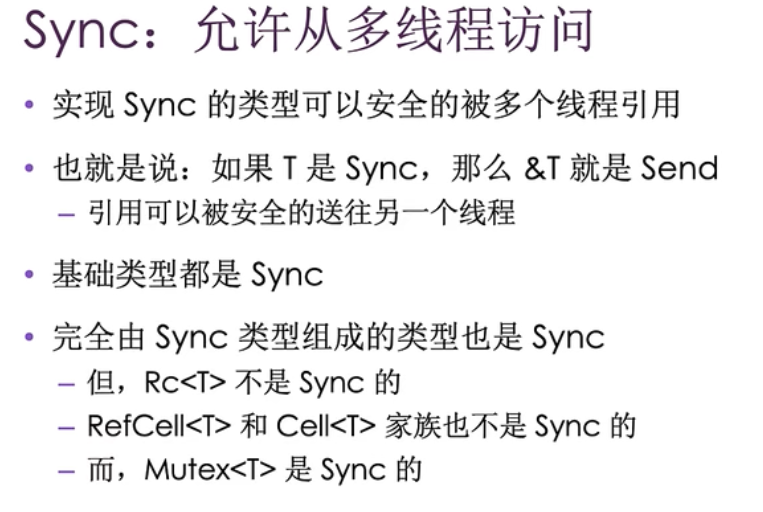 Sync：允许从多线程访问
• 实现 Sync 的类型可以安全的被多个线程引用
• 也就是说：如果 T 是 Sync，那么 &T 就是 Send
– 引用可以被安全的送往另一个线程
• 基础类型都是 Sync
• 完全由 Sync 类型组成的类型也是 Sync
– 但，Rc<T> 不是 Sync 的
– RefCell<T> 和 Cell<T> 家族也不是 Sync 的
– 而，Mutex<T> 是 Sync 的